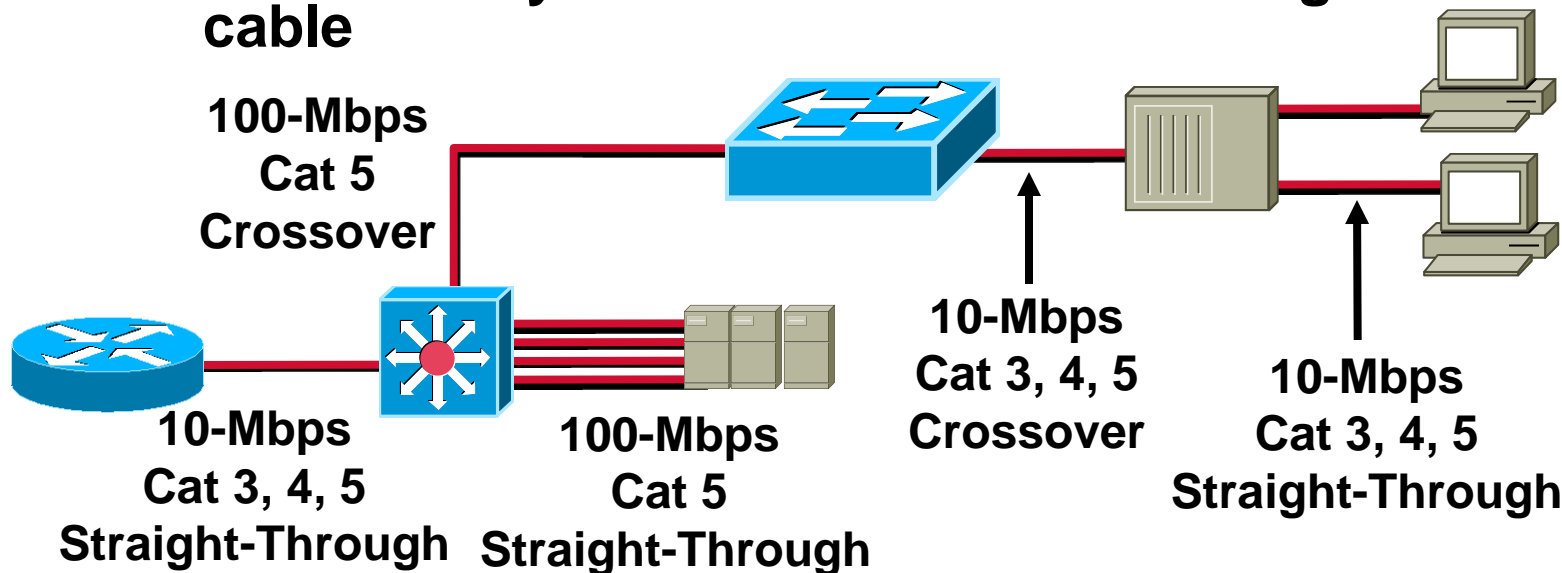 cable
100-Mbps
Cat 5
Crossover
10-Mbps
Cat 3, 4, 5
Straight-Through
100-Mbps
Cat 5
Straight-Through
10-Mbps
Cat 3, 4, 5
Crossover
10-Mbps
Cat 3, 4, 5
Straight-Through